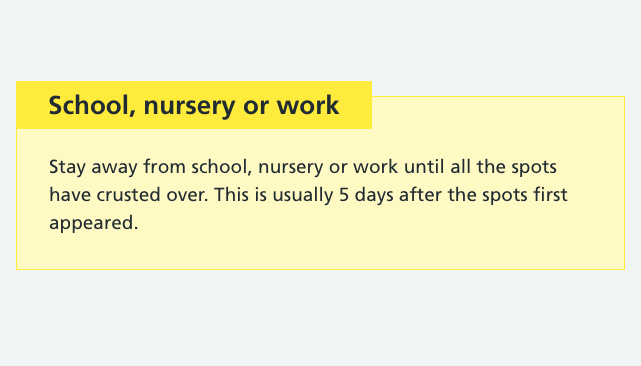 School, nursery or work
Stay away from school, nursery or work until all the spots
have crusted over. This is usually 5 days after the spots first
appeared.